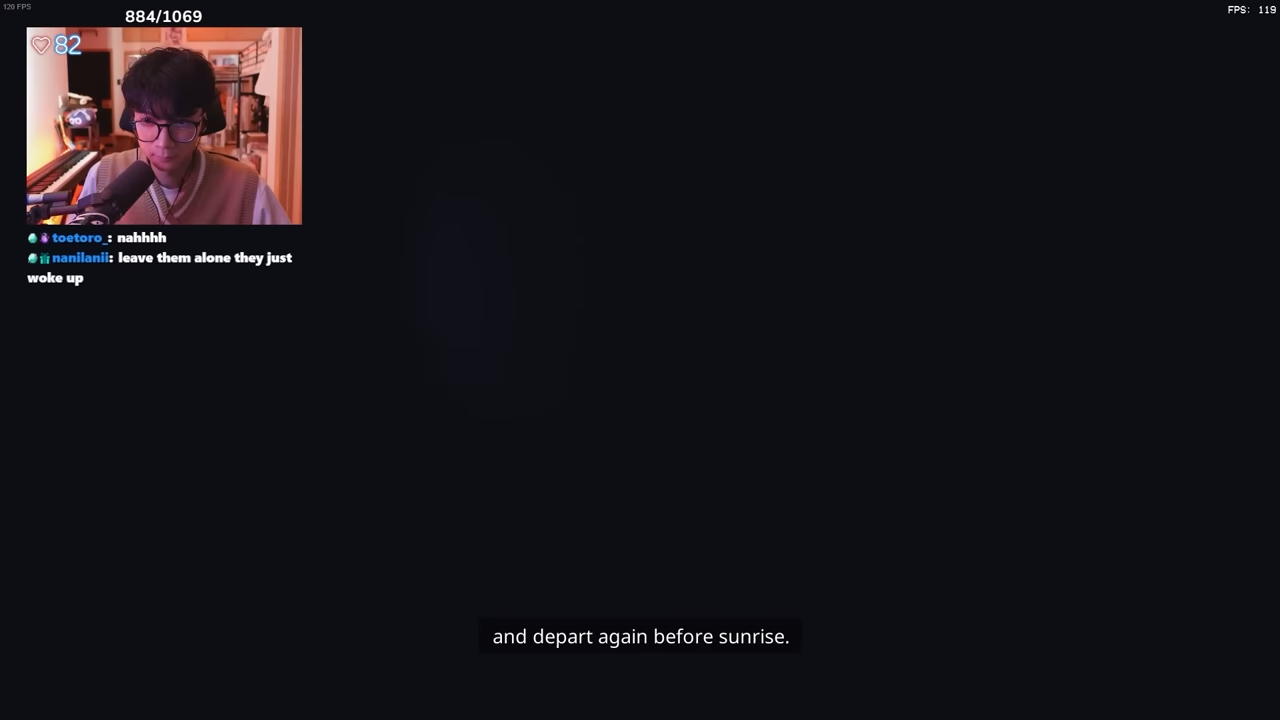 120 FPS
FPS: 119
884/1069
82
toetoro_: nahhhh
nanilanii: leave them alone they just
woke up
and depart again before sunrise.